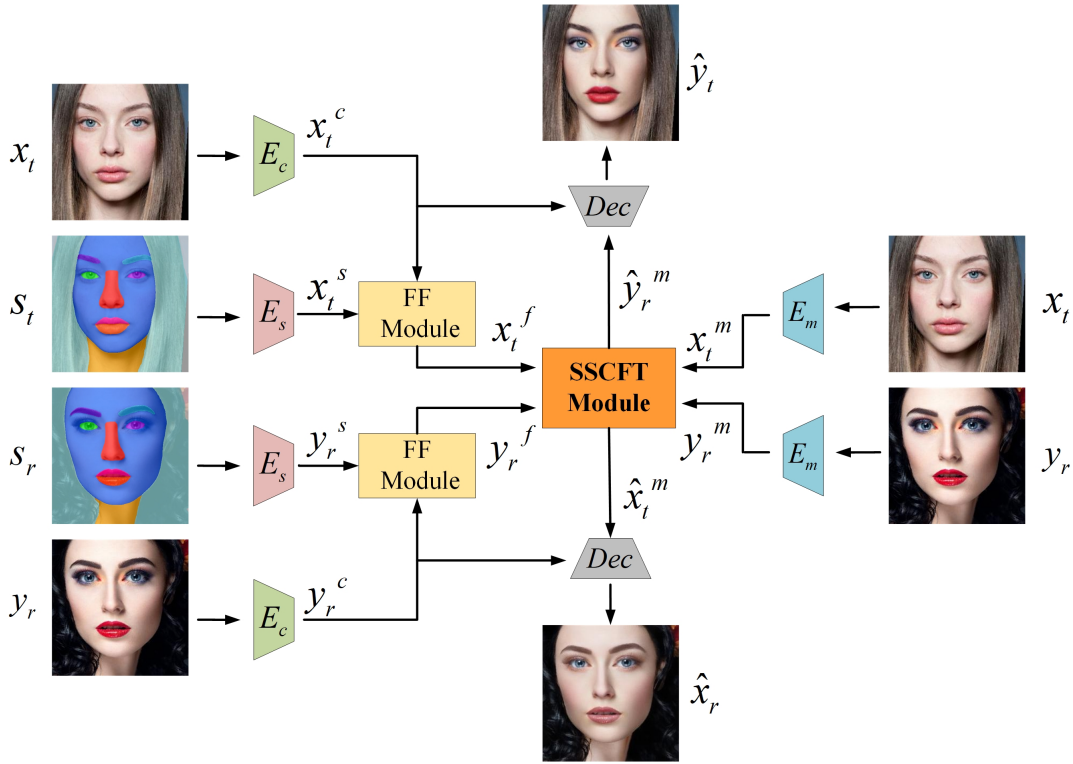 ŷ_t
x_t
E_c
x_t^c
Dec
s_t
E_s
x_t^s
FF
Module
x_t^f
ŷ_r^m
x_t^m
E_m
x_t
SSCFT
Module
s_r
E_s
y_r^s
FF
Module
y_r^f
y_r^m
E_m
y_r
x̂_t^m
Dec
y_r
E_c
y_r^c
x̂_r